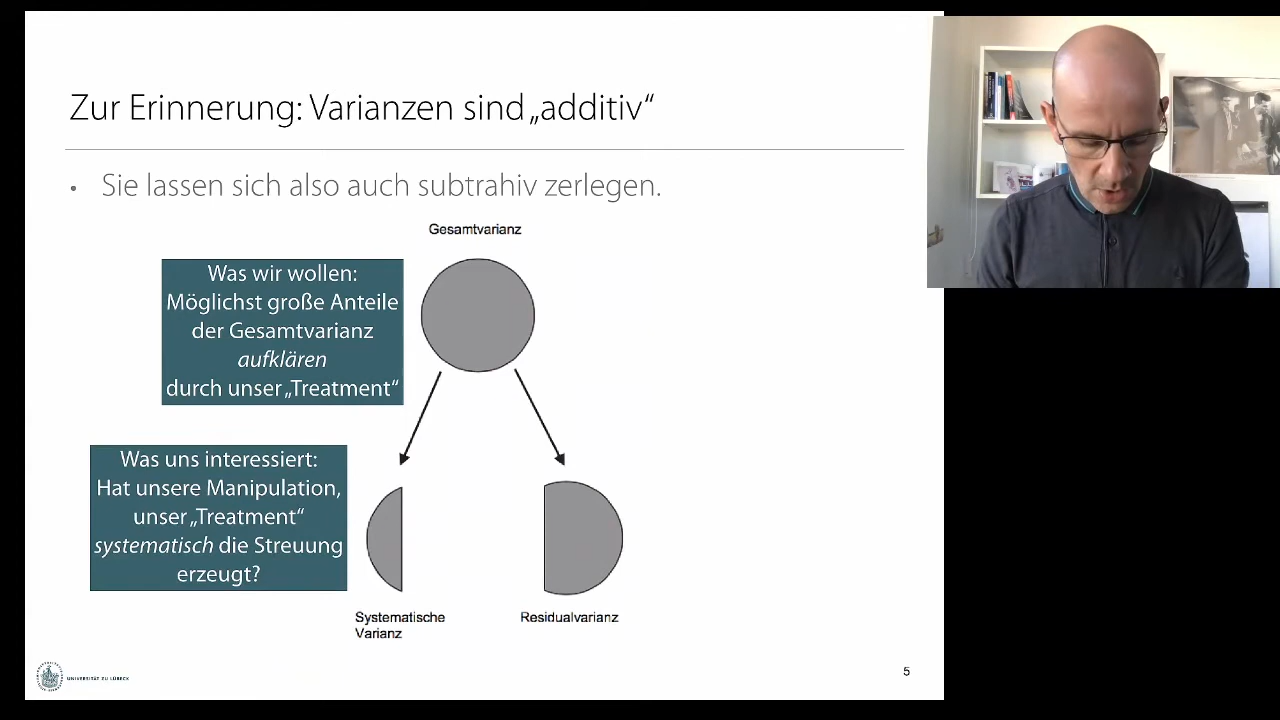 Zur Erinnerung: Varianzen sind „additiv“
• Sie lassen sich also auch subtrahiv zerlegen.
Gesamtvarianz
Was wir wollen:
Möglichst große Anteile
der Gesamtvarianz
aufklären
durch unser „Treatment“
Was uns interessiert:
Hat unsere Manipulation,
unser „Treatment“
systematisch die Streuung
erzeugt?
Systematische
Varianz
Residualvarianz
UNIVERSITÄT ZU LÜBECK
5